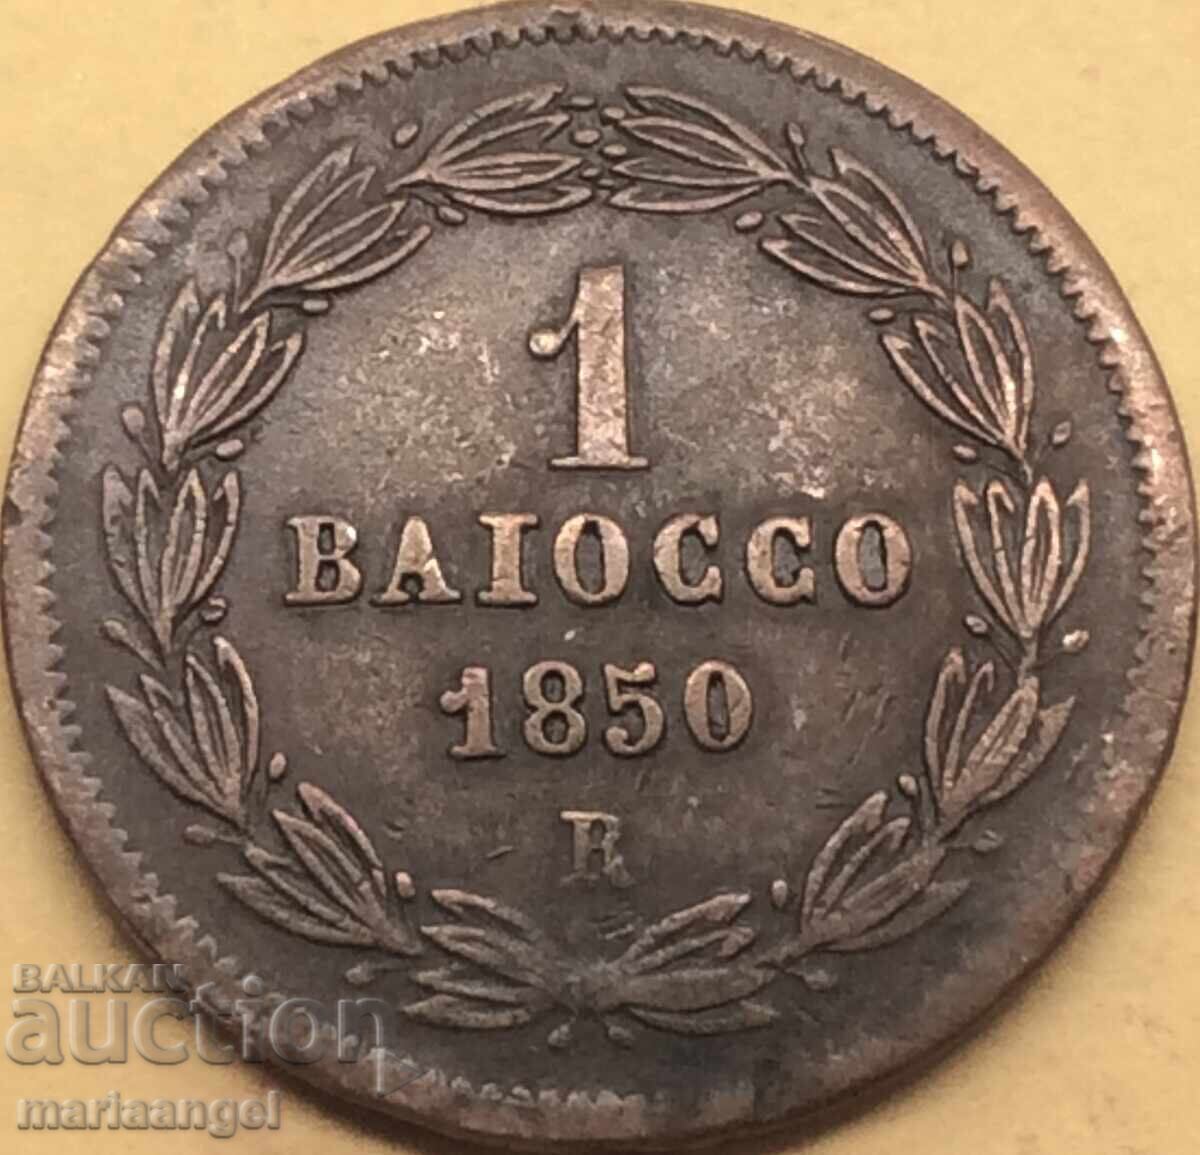 1
BAIOCCO
1850
R
BALKAN
auction
mariaangel